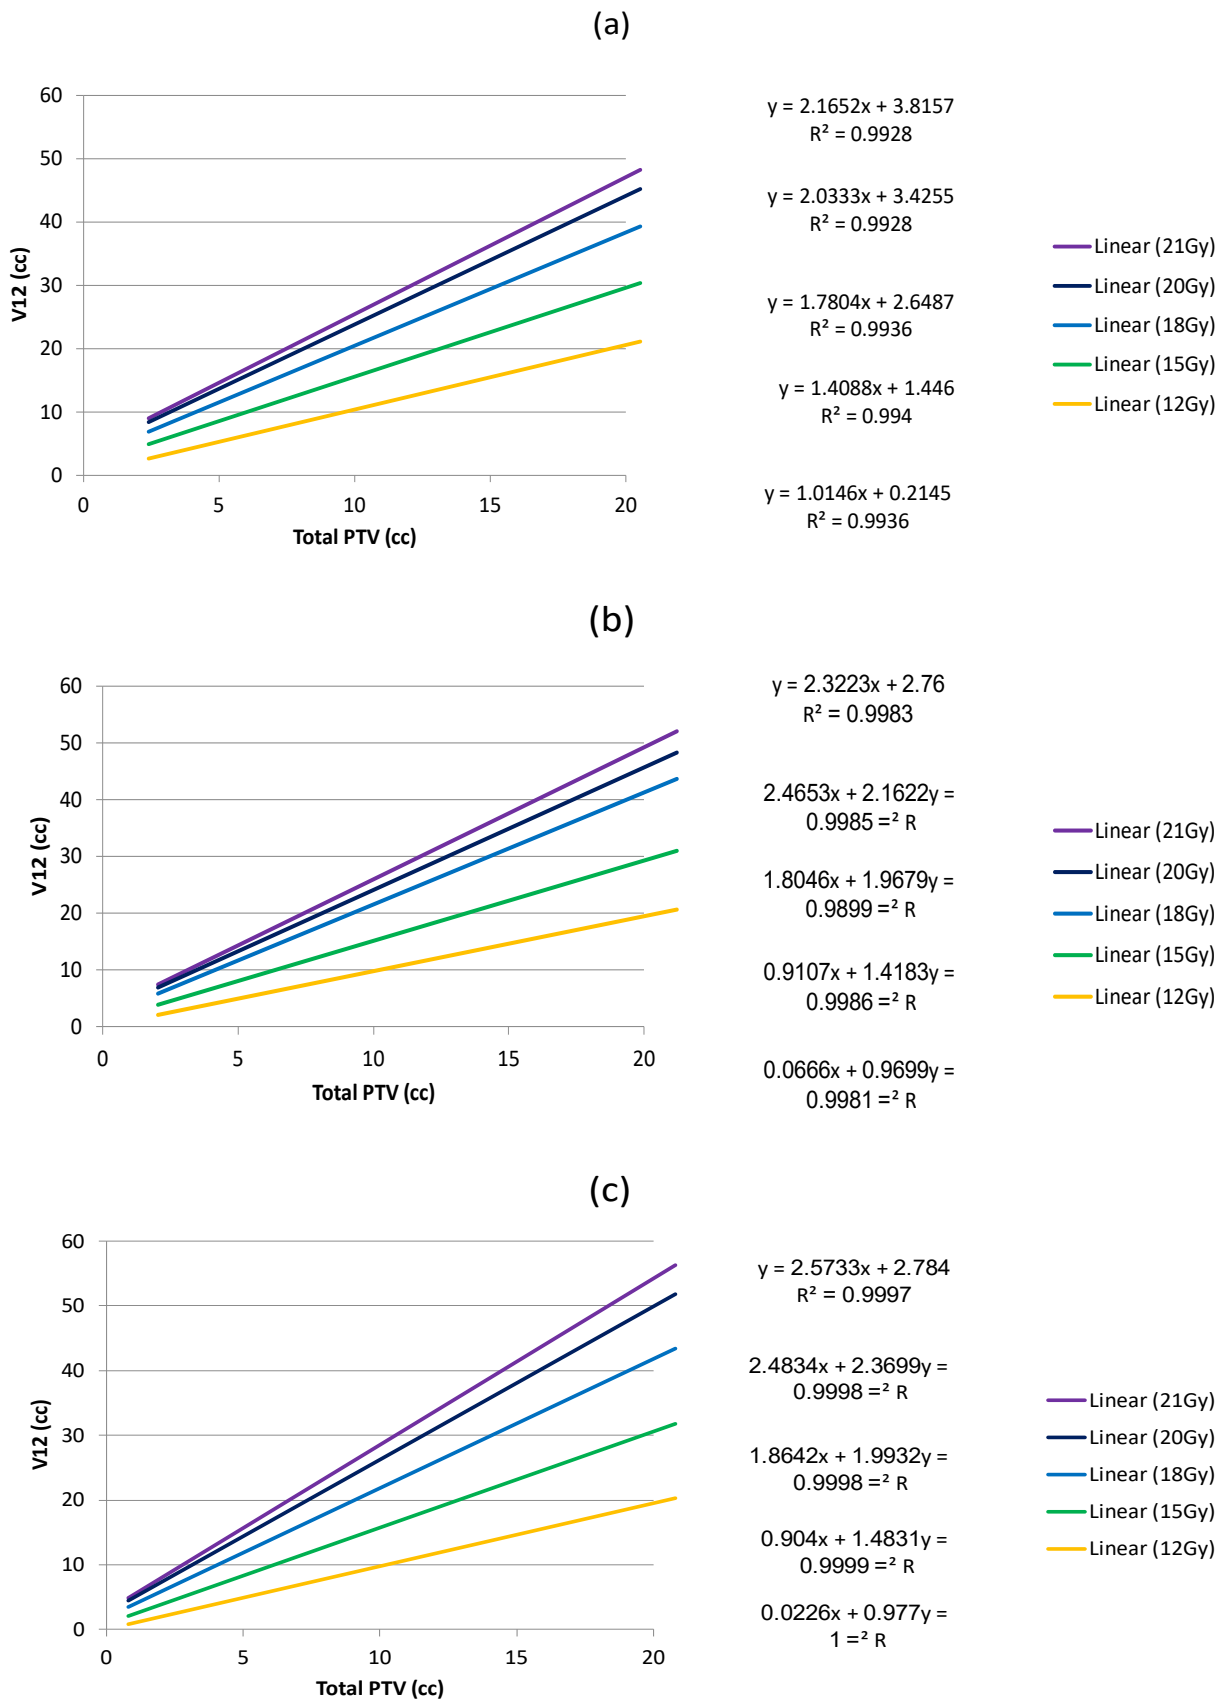 (a)
60
50
40
30
20
10
0
0 5 10 15 20
V12 (cc)
Total PTV (cc)
y = 2.1652x + 3.8157
R² = 0.9928
y = 2.0333x + 3.4255
R² = 0.9928
y = 1.7804x + 2.6487
R² = 0.9936
y = 1.4088x + 1.446
R² = 0.994
y = 1.0146x + 0.2145
R² = 0.9936
Linear (21Gy)
Linear (20Gy)
Linear (18Gy)
Linear (15Gy)
Linear (12Gy)
(b)
60
50
40
30
20
10
0
0 5 10 15 20
V12 (cc)
Total PTV (cc)
y = 2.3223x + 2.76
R² = 0.9983
2.4653x + 2.1622y =
0.9985 =² R
1.8046x + 1.9679y =
0.9899 =² R
0.9107x + 1.4183y =
0.9986 =² R
0.0666x + 0.9699y =
0.9981 =² R
Linear (21Gy)
Linear (20Gy)
Linear (18Gy)
Linear (15Gy)
Linear (12Gy)
(c)
60
50
40
30
20
10
0
0 5 10 15 20
V12 (cc)
Total PTV (cc)
y = 2.5733x + 2.784
R² = 0.9997
2.4834x + 2.3699y =
0.9998 =² R
1.8642x + 1.9932y =
0.9998 =² R
0.904x + 1.4831y =
0.9999 =² R
0.0226x + 0.977y =
1 =² R
Linear (21Gy)
Linear (20Gy)
Linear (18Gy)
Linear (15Gy)
Linear (12Gy)